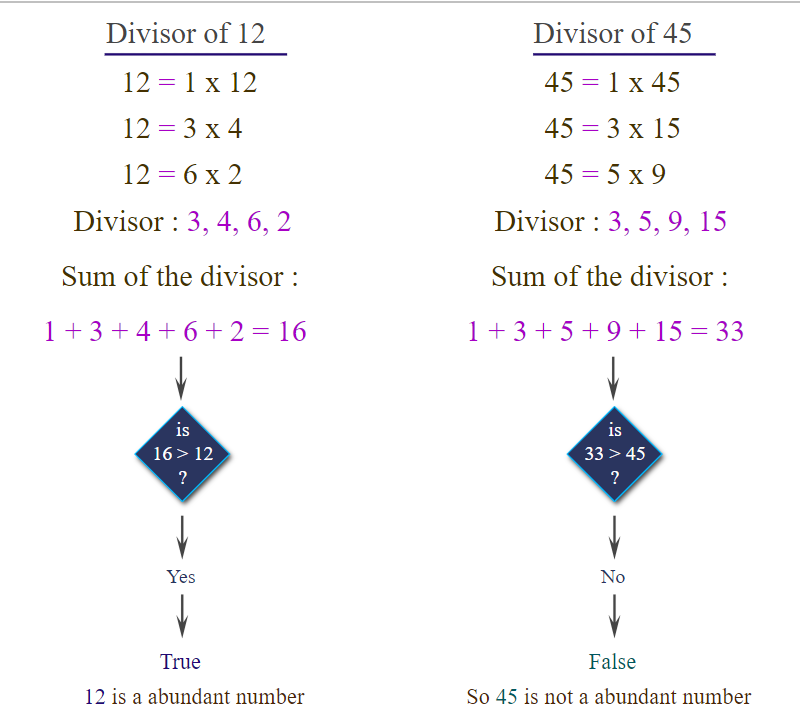 Divisor of 12
12 = 1 x 12
12 = 3 x 4
12 = 6 x 2
Divisor : 3, 4, 6, 2
Sum of the divisor :
1 + 3 + 4 + 6 + 2 = 16
is
16 > 12
?
Yes
True
12 is a abundant number
Divisor of 45
45 = 1 x 45
45 = 3 x 15
45 = 5 x 9
Divisor : 3, 5, 9, 15
Sum of the divisor :
1 + 3 + 5 + 9 + 15 = 33
is
33 > 45
?
No
False
So 45 is not a abundant number